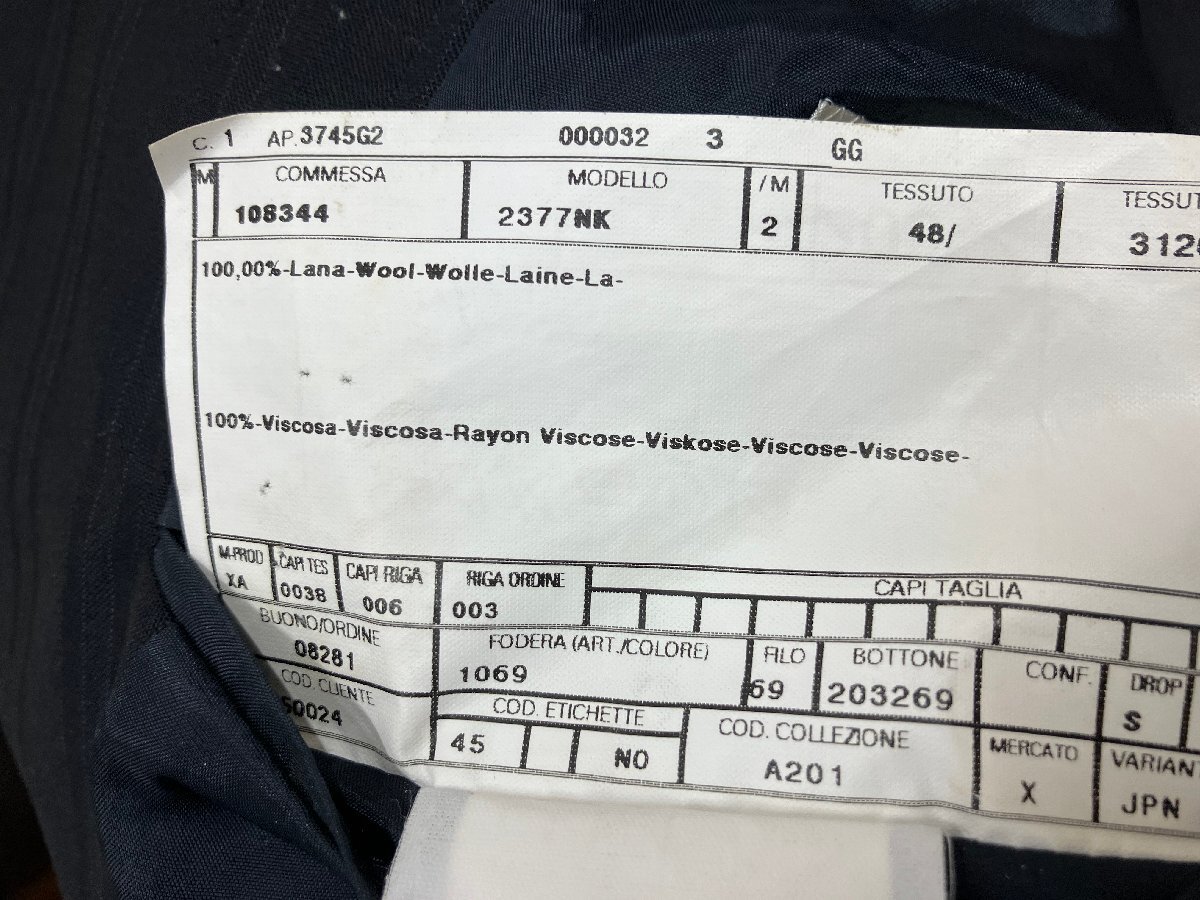 C. 1 AP. 3745G2 000032 3 GG
M COMMESSA MODELLO /M TESSUTO
108344 2377NK 2 48/
100,00%-Lana-Wool-Wolle-Laine-La-
100%-Viscosa-Viscosa-Rayon Viscose-Viskose-Viscose-Viscose-
M-PROD CAPI TES CAPI RIGA RIGA ORDINE CAPI TAGLIA
XA 0038 006 003
BUONO/ORDINE FODERA (ART./COLORE) FILO BOTTONE CONF. DROP
08281 1069 69 203269 S
COD. CLIENTE COD. ETICHETTE COD. COLLEZIONE MERCATO
50024 45 NO A201 X JPN